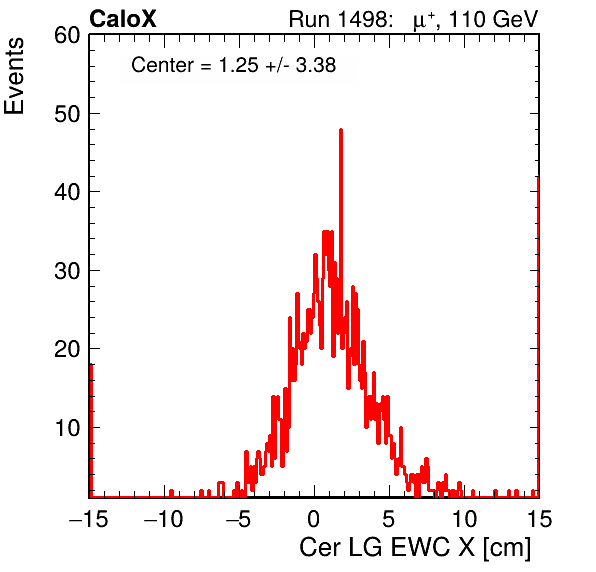 CaloX Run 1498: μ⁺, 110 GeV
Center = 1.25 +/- 3.38
Events
60
50
40
30
20
10
−15 −10 −5 0 5 10 15
Cer LG EWC X [cm]